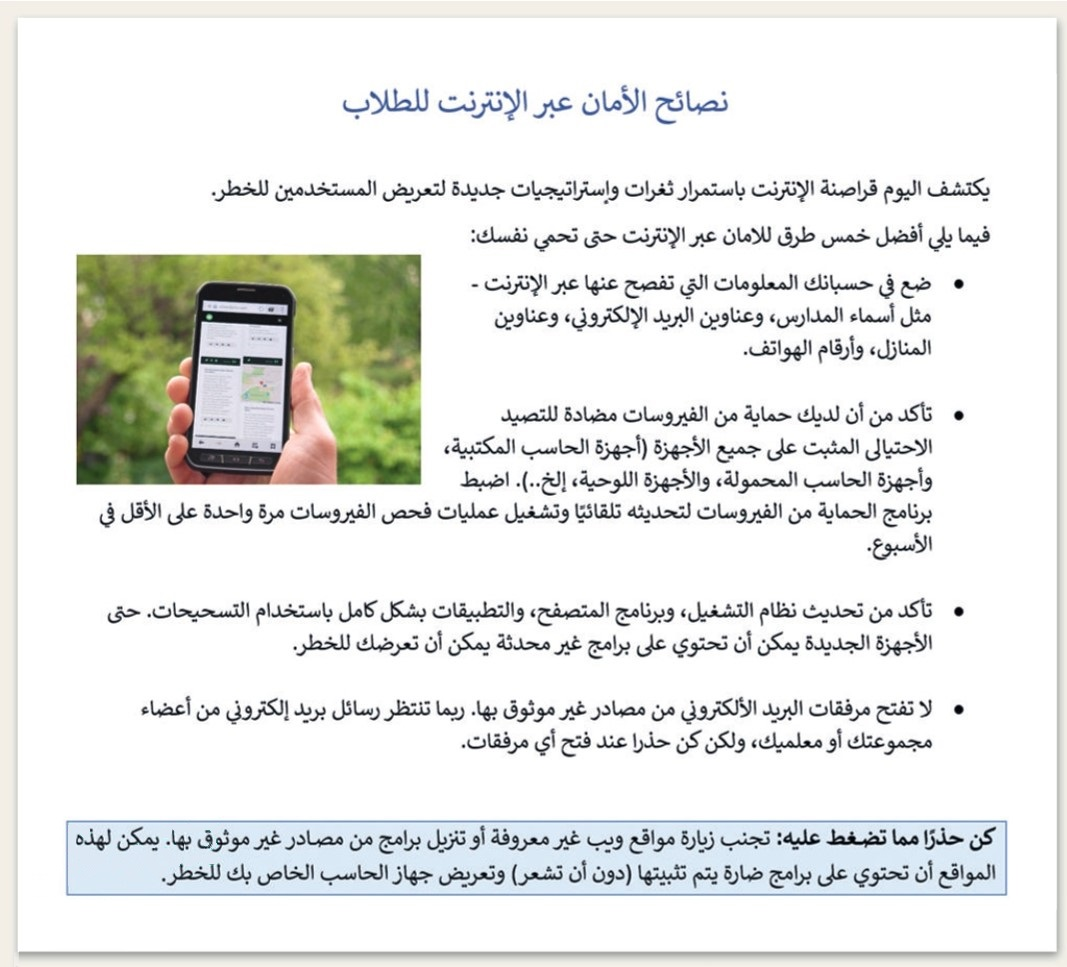 نصائح الأمان عبر الإنترنت للطلاب
يكتشف اليوم قراصنة الإنترنت باستمرار ثغرات وإستراتيجيات جديدة لتعريض المستخدمين للخطر.
فيما يلي أفضل خمس طرق للامان عبر الإنترنت حتى تحمي نفسك:
• ضع في حسبانك المعلومات التي تفصح عنها عبر الإنترنت -
مثل أسماء المدارس، وعناوين البريد الإلكتروني، وعناوين
المنازل، وأرقام الهواتف.
• تأكد من أن لديك حماية من الفيروسات مضادة للتصيد
الاحتيالى المثبت على جميع الأجهزة (أجهزة الحاسب المكتبية،
وأجهزة الحاسب المحمولة، والأجهزة اللوحية، إلخ..). اضبط
برنامج الحماية من الفيروسات لتحديثه تلقائيًا وتشغيل عمليات فحص الفيروسات مرة واحدة على الأقل في
الأسبوع.
• تأكد من تحديث نظام التشغيل، وبرنامج المتصفح، والتطبيقات بشكل كامل باستخدام التسحيحات. حتى
الأجهزة الجديدة يمكن أن تحتوي على برامج غير محدثة يمكن أن تعرضك للخطر.
• لا تفتح مرفقات البريد الألكتروني من مصادر غير موثوق بها. ربما تنتظر رسائل بريد إلكتروني من أعضاء
مجموعتك أو معلميك، ولكن كن حذرا عند فتح أي مرفقات.
كن حذرًا مما تضغط عليه: تجنب زيارة مواقع ويب غير معروفة أو تنزيل برامج من مصادر غير موثوق بها. يمكن لهذه
المواقع أن تحتوي على برامج ضارة يتم تثبيتها (دون أن تشعر) وتعريض جهاز الحاسب الخاص بك للخطر.